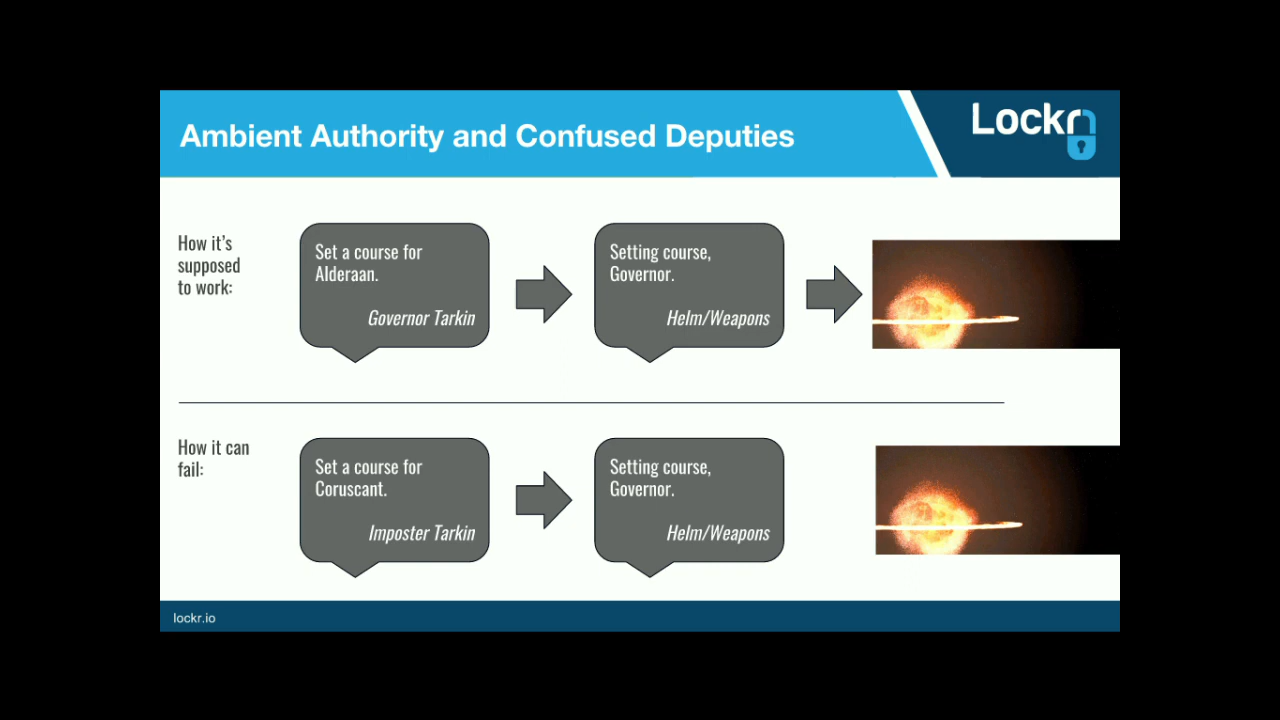 Ambient Authority and Confused Deputies
Lockr
How it's
supposed
to work:
Set a course for
Alderaan.
Governor Tarkin
Setting course,
Governor.
Helm/Weapons
How it can
fail:
Set a course for
Coruscant.
Imposter Tarkin
Setting course,
Governor.
Helm/Weapons
lockr.io